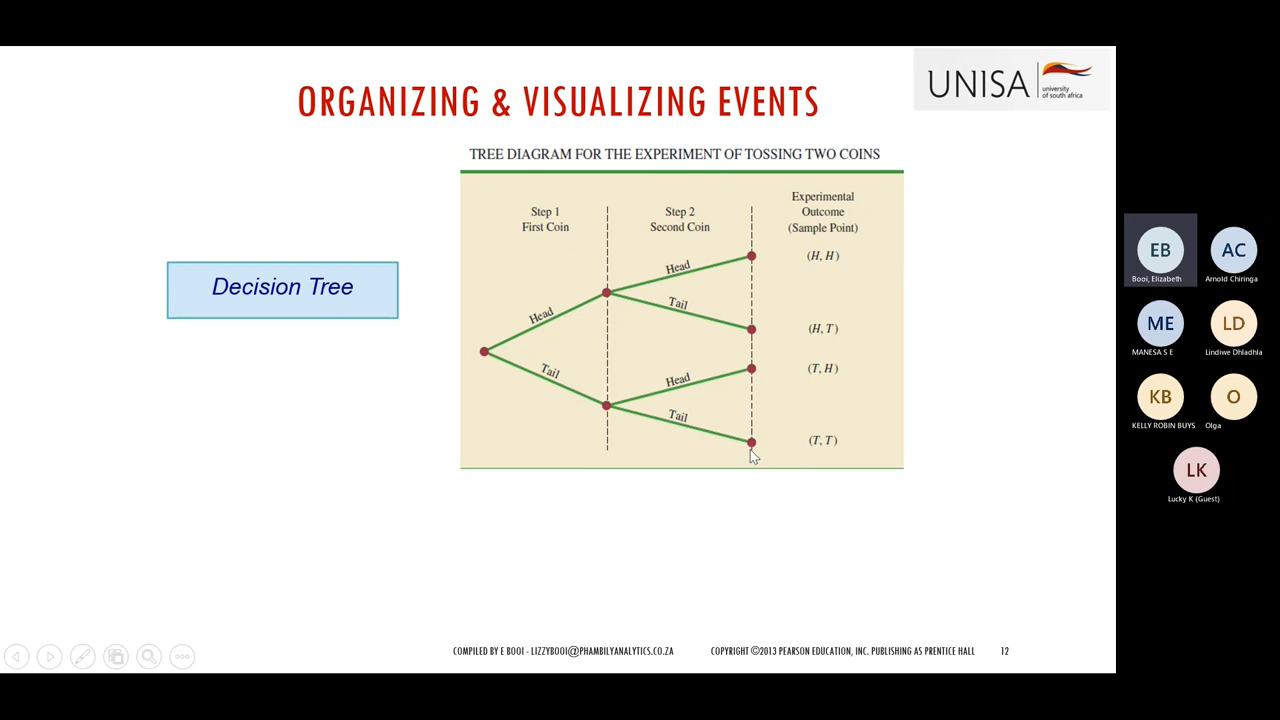 ORGANIZING & VISUALIZING EVENTS
UNISA
university
of south africa
TREE DIAGRAM FOR THE EXPERIMENT OF TOSSING TWO COINS
Decision Tree
Step 1
First Coin
Step 2
Second Coin
Experimental
Outcome
(Sample Point)
Head
Tail
Head
Tail
Head
Tail
(H, H)
(H, T)
(T, H)
(T, T)
COMPILED BY E BOOI - LIZZYBOOI@PHAMBILYANALYTICS.CO.ZA
COPYRIGHT ©2013 PEARSON EDUCATION, INC. PUBLISHING AS PRENTICE HALL
12
EB
Booi, Elizabeth
AC
Arnold Chiringa
ME
MANESA S E
LD
Lindiwe Dhladhla
KB
KELLY ROBIN BUYS
O
Olga
LK
Lucky K (Guest)